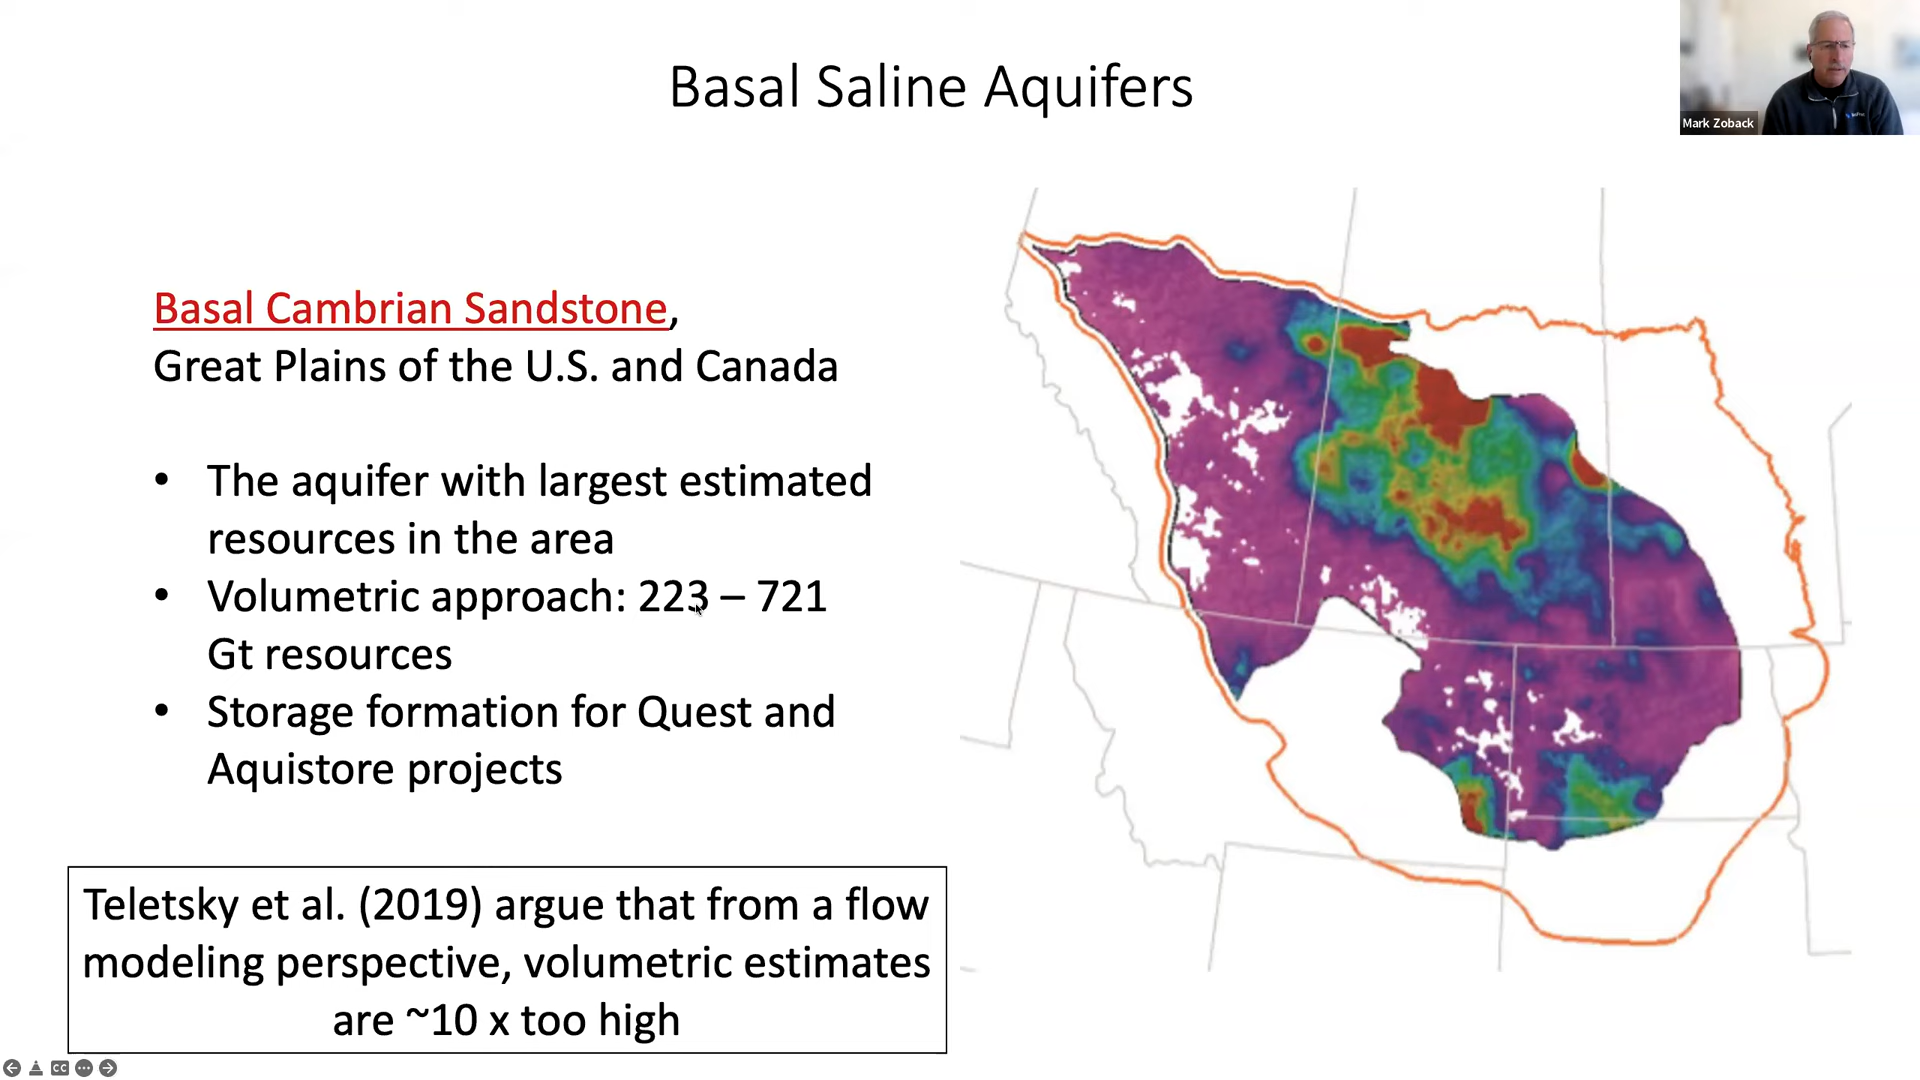 Basal Saline Aquifers
Mark Zoback
Basal Cambrian Sandstone,
Great Plains of the U.S. and Canada
• The aquifer with largest estimated
resources in the area
• Volumetric approach: 223 – 721
Gt resources
• Storage formation for Quest and
Aquistore projects
Teletsky et al. (2019) argue that from a flow
modeling perspective, volumetric estimates
are ~10 x too high
CC